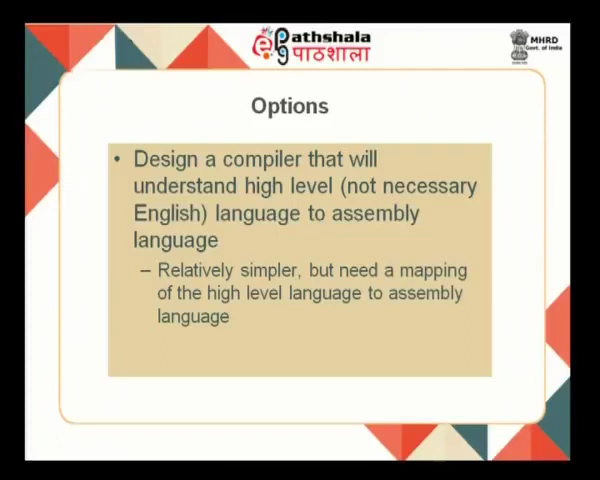 Pathshala
पाठशाला
MHRD
Govt. of India
Options
• Design a compiler that will
understand high level (not necessary
English) language to assembly
language
– Relatively simpler, but need a mapping
of the high level language to assembly
language